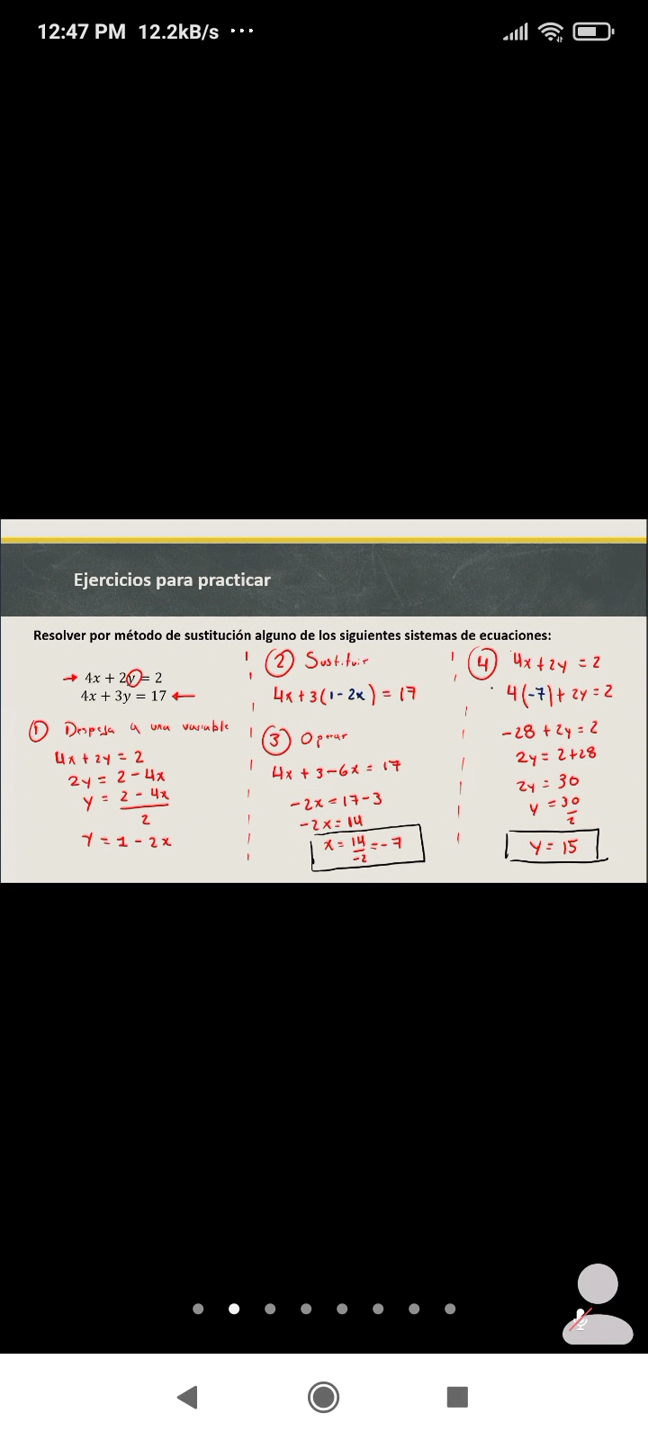 12:47 PM 12.2kB/s ...
Ejercicios para practicar
Resolver por método de sustitución alguno de los siguientes sistemas de ecuaciones:
→ 4x + 2y = 2
4x + 3y = 17 ←
① Despeja a una variable
4x + 2y = 2
2y = 2 - 4x
y = (2 - 4x)/2
y = 1 - 2x
② Sustituir
4x + 3(1 - 2x) = 17
③ Operar
4x + 3 - 6x = 17
-2x = 17 - 3
-2x = 14
x = 14/-2 = -7
④ 4x + 2y = 2
4(-7) + 2y = 2
-28 + 2y = 2
2y = 2 + 28
2y = 30
y = 30/2
y = 15